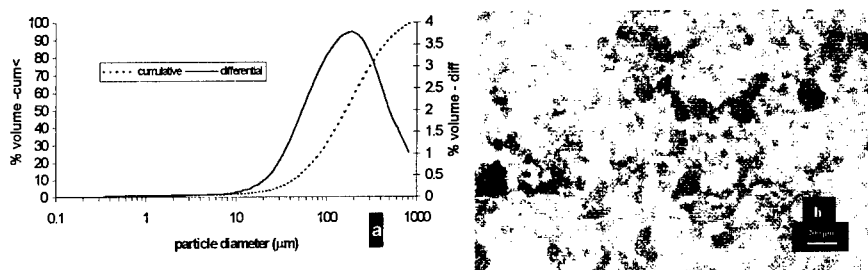 % volume -cum<
100
90
80
70
60
50
40
30
20
10
0
cumulative differential
4
3.5
3
2.5
2
1.5
1
0.5
0
% volume - diff
0.1 1 10 100 1000
particle diameter (µm)
a
b